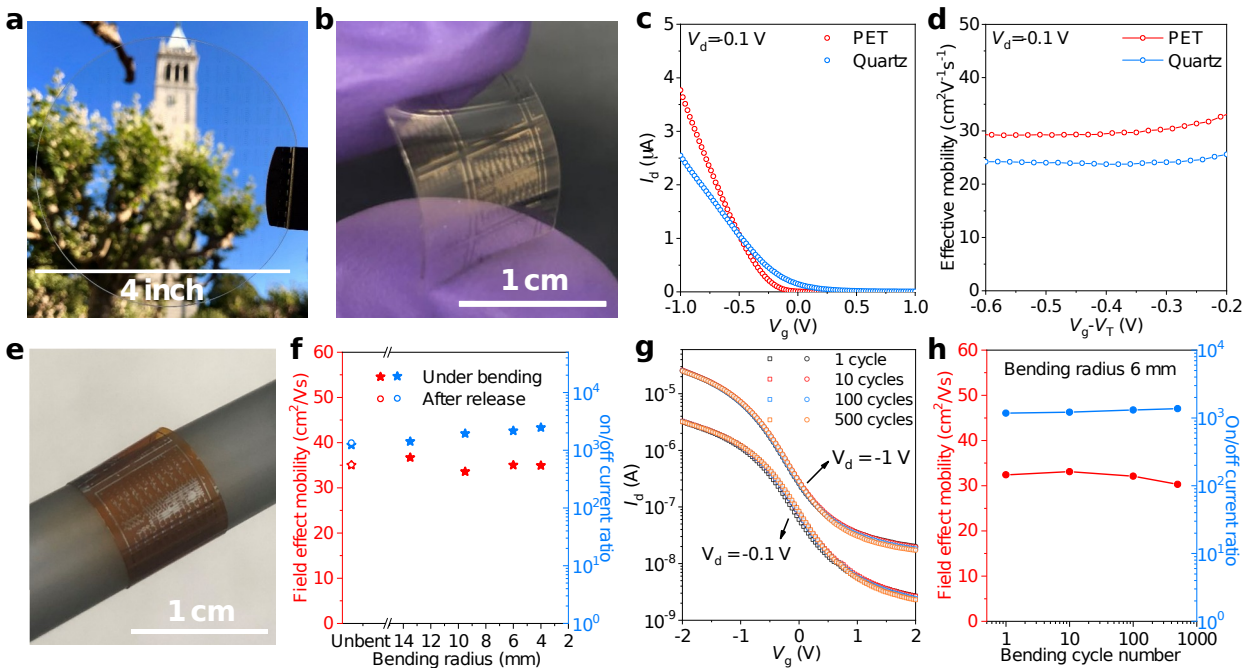 a
4 inch
b
1 cm
c
V_d=-0.1 V
PET
Quartz
5
4
3
2
1
0
I_d (μA)
-1.0 -0.5 0.0 0.5 1.0
V_g (V)
d
V_d=-0.1 V
PET
Quartz
50
40
30
20
10
0
Effective mobility (cm²V⁻¹s⁻¹)
-0.6 -0.5 -0.4 -0.3 -0.2
V_g-V_T (V)
e
1 cm
f
Under bending
After release
60
50
40
30
20
10
0
Field effect mobility (cm²/Vs)
10⁴
10³
10²
10¹
10⁰
on/off current ratio
Unbent 14 12 10 8 6 4 2
Bending radius (mm)
g
1 cycle
10 cycles
100 cycles
500 cycles
V_d = -1 V
V_d = -0.1 V
10⁻⁵
10⁻⁶
10⁻⁷
10⁻⁸
10⁻⁹
I_d (A)
-2 -1 0 1 2
V_g (V)
h
Bending radius 6 mm
60
50
40
30
20
10
0
Field effect mobility (cm²/Vs)
10⁴
10³
10²
10¹
10⁰
On/off current ratio
1 10 100 1000
Bending cycle number